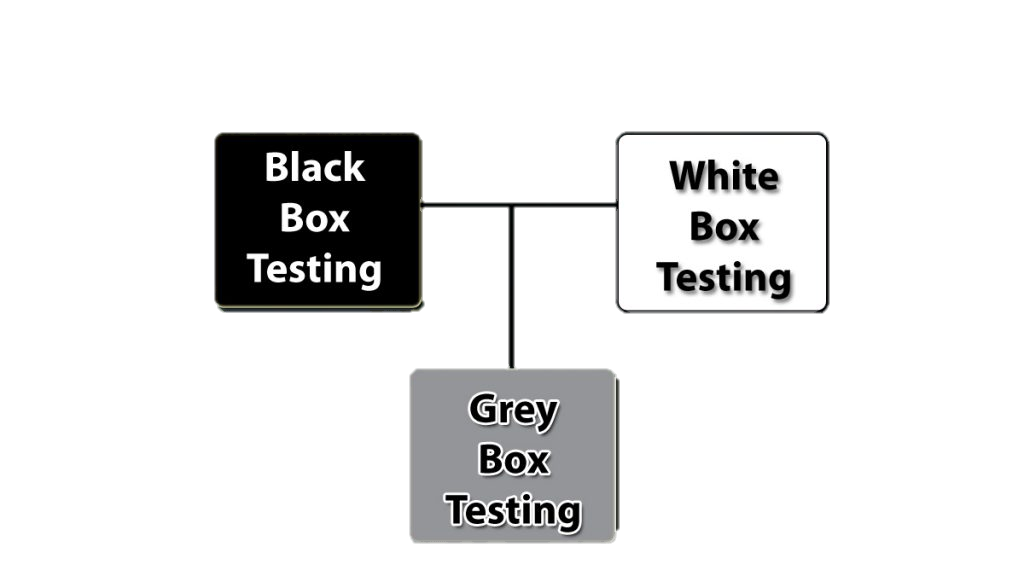 Black
Box
Testing
White
Box
Testing
Grey
Box
Testing